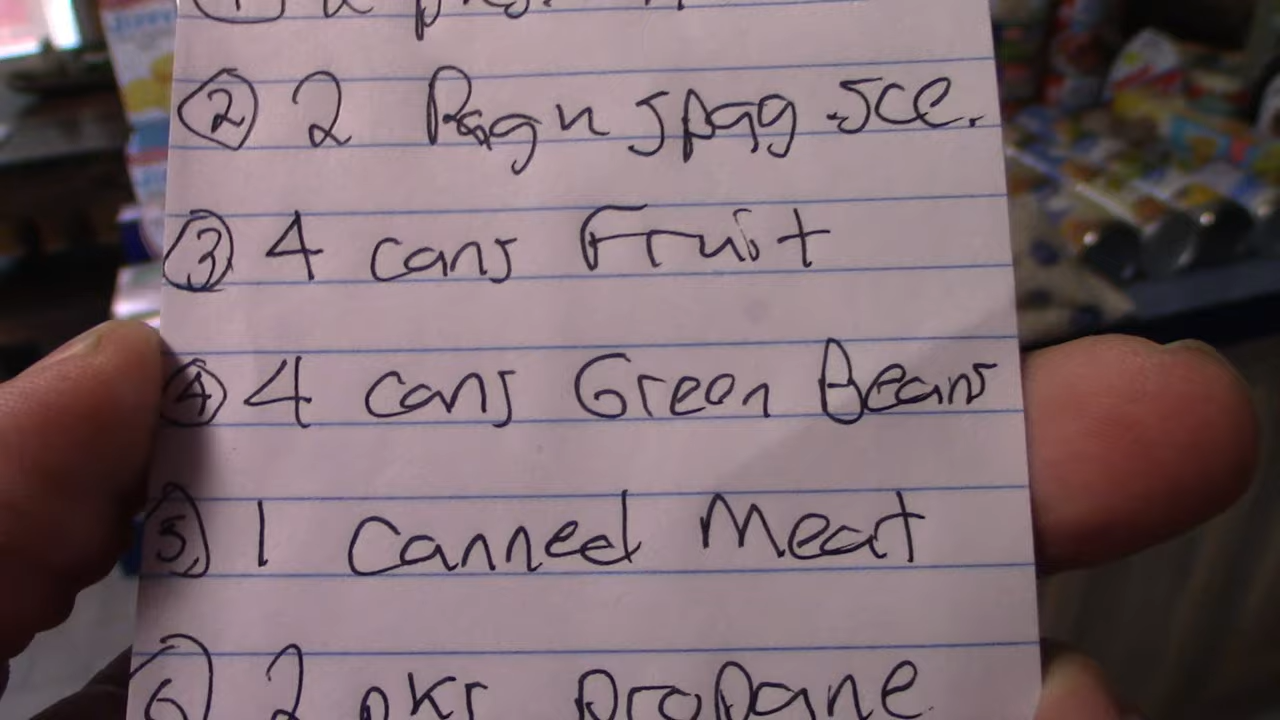 ② 2 Ragu spag sce.
③ 4 cans Fruit
④ 4 cans Green Beans
⑤ 1 Canned Meat
⑥ 2 pkr propane